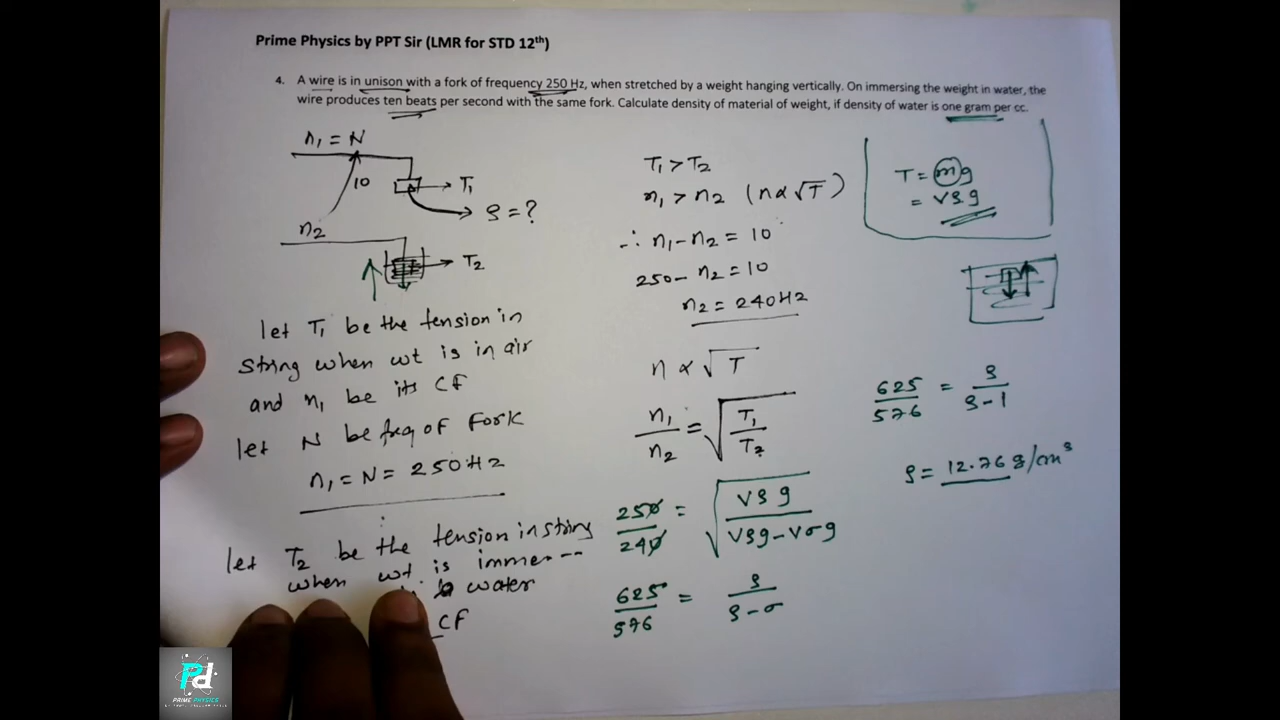 Prime Physics by PPT Sir (LMR for STD 12th)
4. A wire is in unison with a fork of frequency 250 Hz, when stretched by a weight hanging vertically. On immersing the weight in water, the
wire produces ten beats per second with the same fork. Calculate density of material of weight, if density of water is one gram per cc.
n₁ = N
10
T₁
ρ = ?
n₂
T₂
let T₁ be the tension in
string when wt is in air
and n₁ be its CF
let N be freq of fork
n₁ = N = 250Hz
let T₂ be the tension in string
when wt. is immer---
water
CF
T₁ > T₂
n₁ > n₂ (n ∝ √T)
∴ n₁ - n₂ = 10
250 - n₂ = 10
n₂ = 240Hz
n ∝ √T
n₁/n₂ = √(T₁/T₂)
250/240 = √(Vρg/(Vρg - Vσg))
625/576 = ρ/(ρ-σ)
T = mg
= Vρg
625/576 = ρ/(ρ-1)
ρ = 12.76 g/cm³
Pd
PRIME PHYSICS